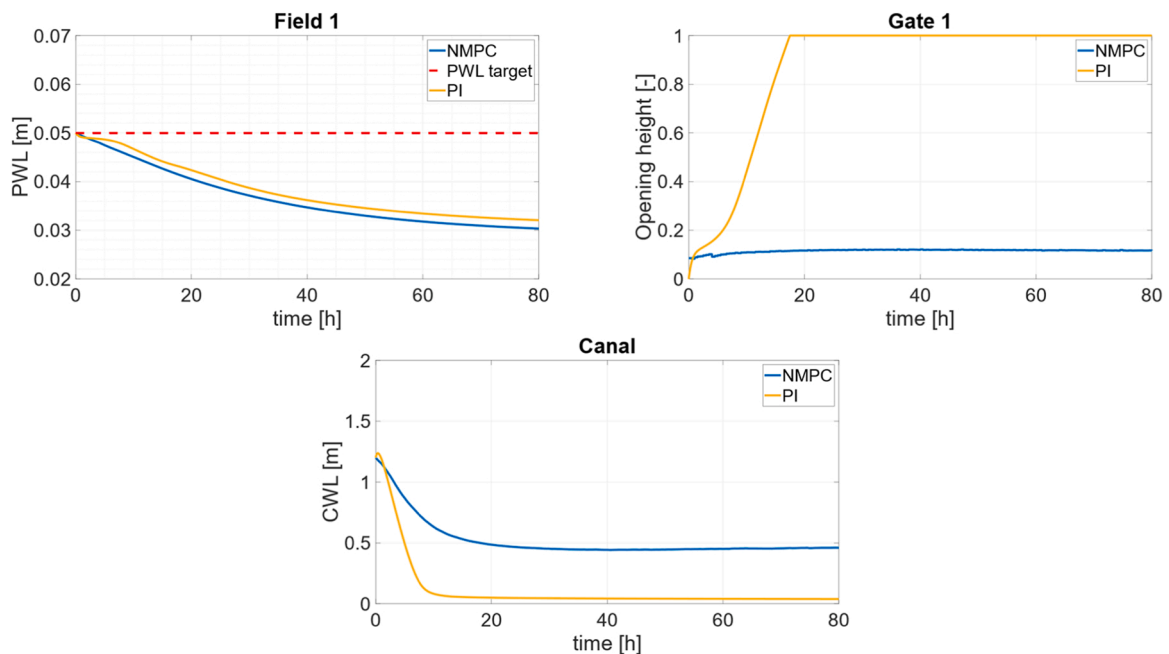 Field 1
0.07
0.06
0.05
0.04
0.03
0.02
PWL [m]
0
20
40
60
80
time [h]
NMPC
PWL target
PI
Gate 1
1
0.8
0.6
0.4
0.2
0
Opening height [-]
0
20
40
60
80
time [h]
NMPC
PI
Canal
2
1.5
1
0.5
0
CWL [m]
0
20
40
60
80
time [h]
NMPC
PI